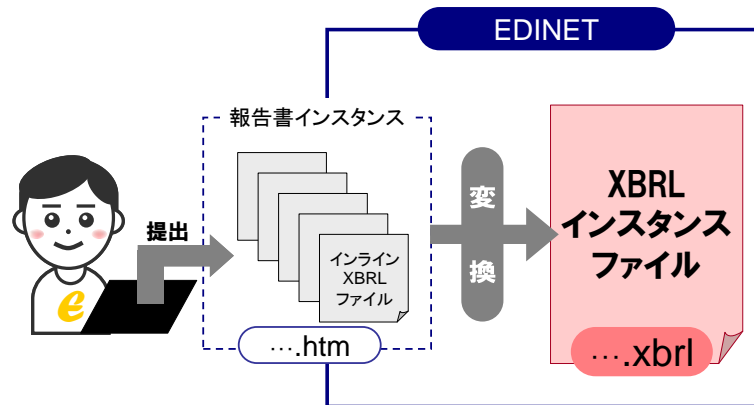 EDINET
報告書インスタンス
提出
e
インライン
XBRL
ファイル
….htm
変
換
XBRL
インスタンス
ファイル
….xbrl